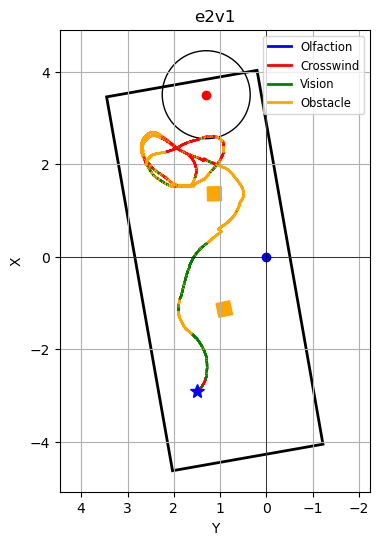 e2v1
Olfaction
Crosswind
Vision
Obstacle
4
2
0
−2
−4
X
4 3 2 1 0 −1 −2
Y